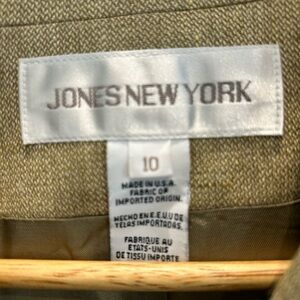 JONES NEW YORK
10
MADE IN U.S.A.
FABRIC OF
IMPORTED ORIGIN.
HECHO EN E.E.U.U DE
TELAS IMPORTADAS.
FABRIQUE AU
ETATS-UNIS
DE TISSU IMPORTE